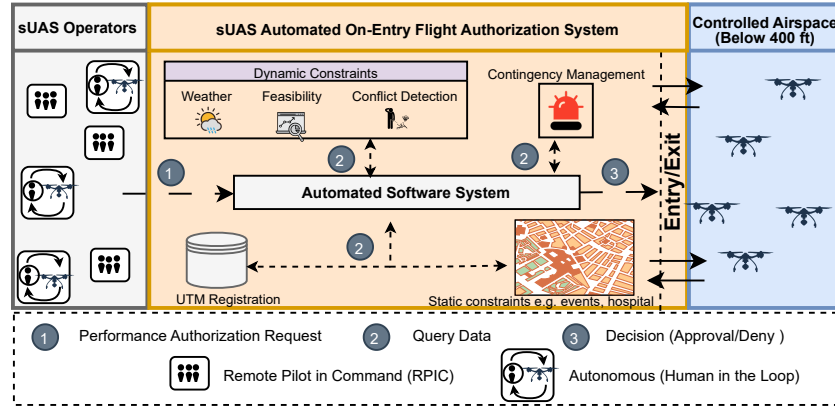 sUAS Operators
sUAS Automated On-Entry Flight Authorization System
Controlled Airspace
(Below 400 ft)
Dynamic Constraints
Weather
Feasibility
Conflict Detection
Contingency Management
2
2
1
Automated Software System
3
Entry/Exit
2
UTM Registration
Static constraints e.g. events, hospital
1
Performance Authorization Request
2
Query Data
3
Decision (Approval/Deny )
Remote Pilot in Command (RPIC)
Autonomous (Human in the Loop)